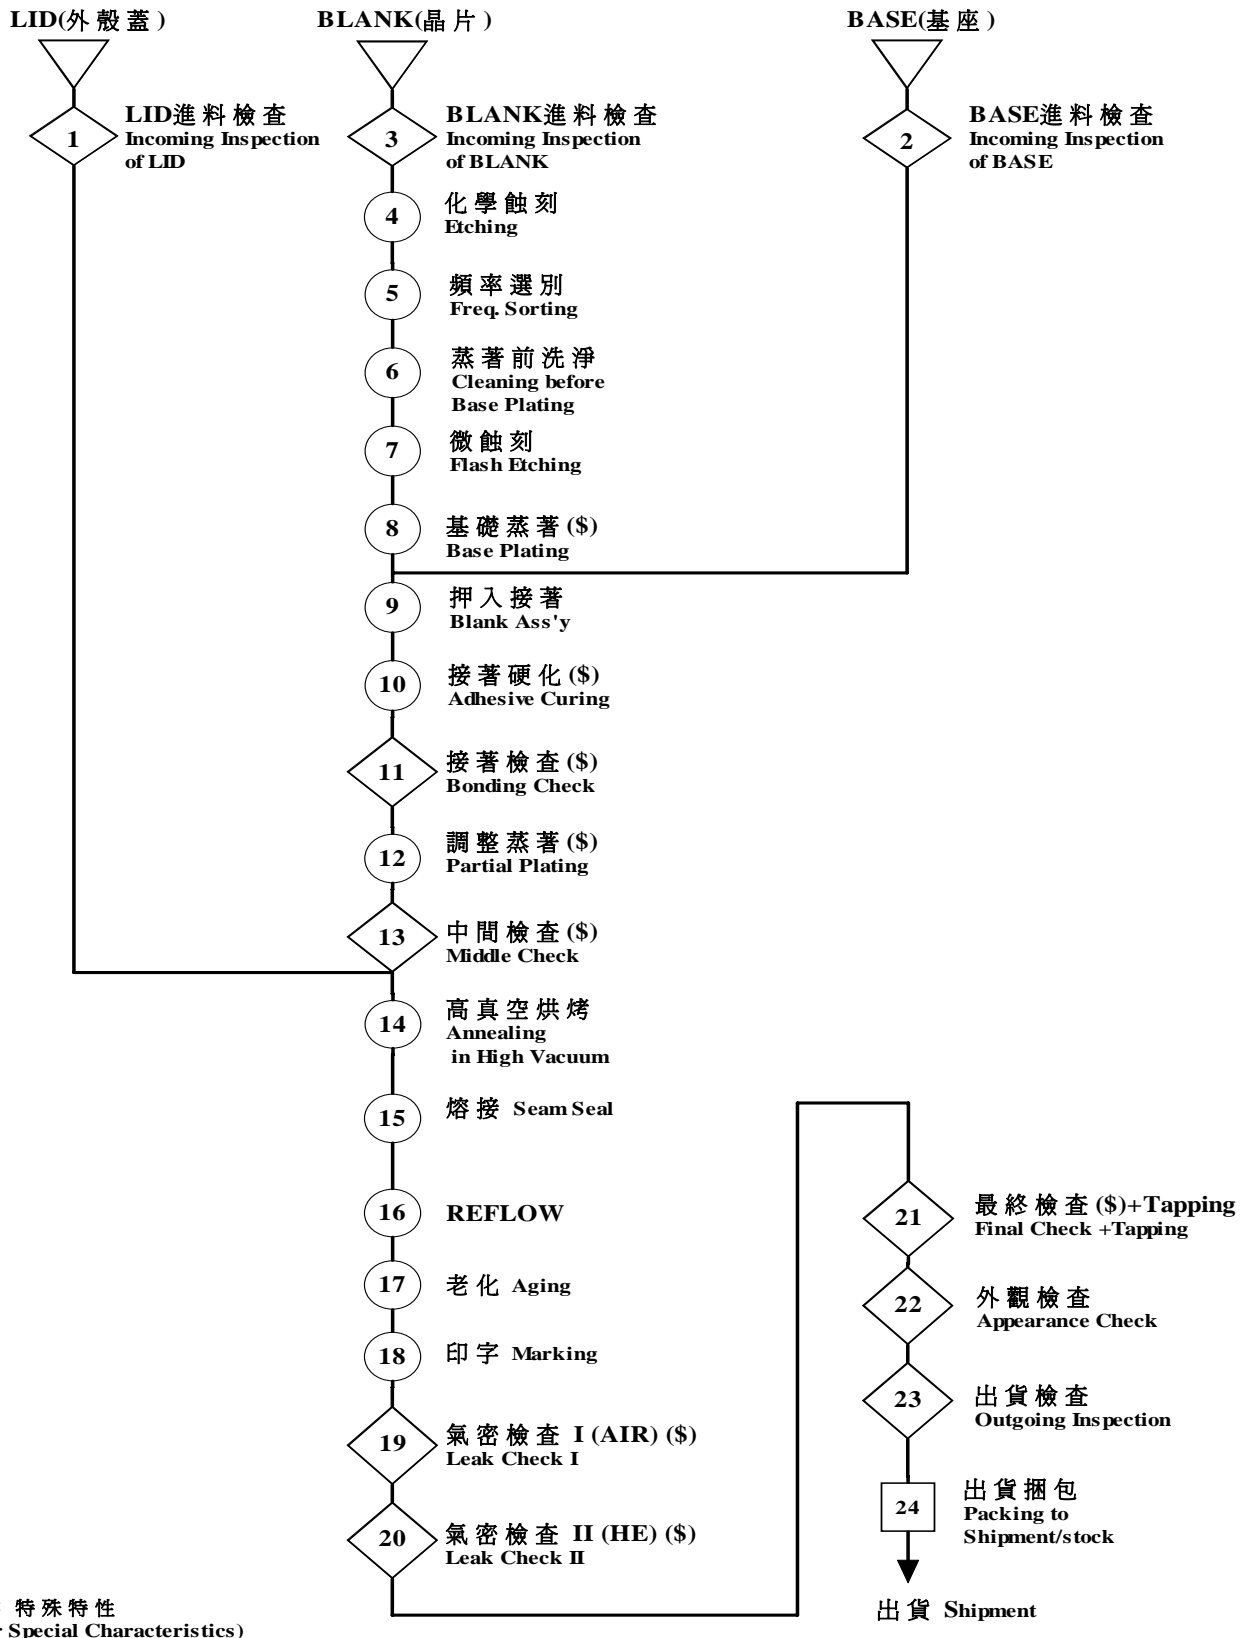 LID(外殼蓋)
BLANK(晶片)
BASE(基座)
1
LID進料檢查
Incoming Inspection
of LID
3
BLANK進料檢查
Incoming Inspection
of BLANK
2
BASE進料檢查
Incoming Inspection
of BASE
4
化學蝕刻
Etching
5
頻率選別
Freq. Sorting
6
蒸著前洗淨
Cleaning before
Base Plating
7
微蝕刻
Flash Etching
8
基礎蒸著($)
Base Plating
9
押入接著
Blank Ass'y
10
接著硬化($)
Adhesive Curing
11
接著檢查($)
Bonding Check
12
調整蒸著($)
Partial Plating
13
中間檢查($)
Middle Check
14
高真空烘烤
Annealing
in High Vacuum
15
熔接 Seam Seal
16
REFLOW
17
老化 Aging
18
印字 Marking
19
氣密檢查 I (AIR) ($)
Leak Check I
20
氣密檢查 II (HE) ($)
Leak Check II
21
最終檢查($)+Tapping
Final Check +Tapping
22
外觀檢查
Appearance Check
23
出貨檢查
Outgoing Inspection
24
出貨捆包
Packing to
Shipment/stock
出貨 Shipment
特殊特性
Special Characteristics)